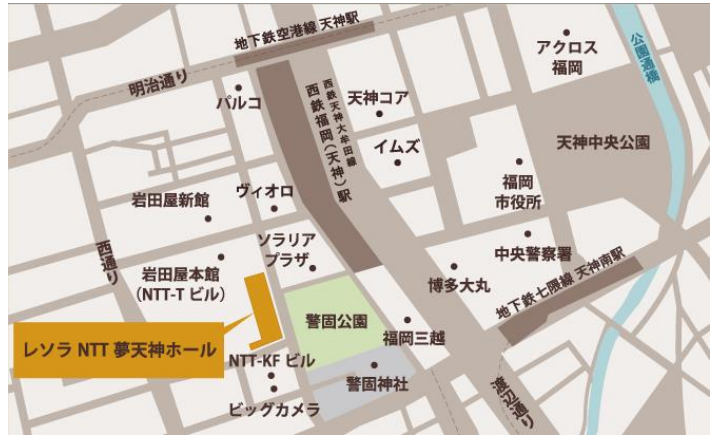 地下鉄空港線 天神駅
明治通り
パルコ
西鉄天神大牟田線
西鉄福岡(天神)駅
天神コア
イムズ
アクロス
福岡
公園通橋
天神中央公園
福岡
市役所
中央警察署
博多大丸
地下鉄七隈線 天神南駅
岩田屋新館
ヴィオロ
ソラリア
プラザ
西通り
岩田屋本館
(NTT-T ビル)
レソラ NTT 夢天神ホール
警固公園
福岡三越
NTT-KF ビル
警固神社
ビッグカメラ
渡辺通り